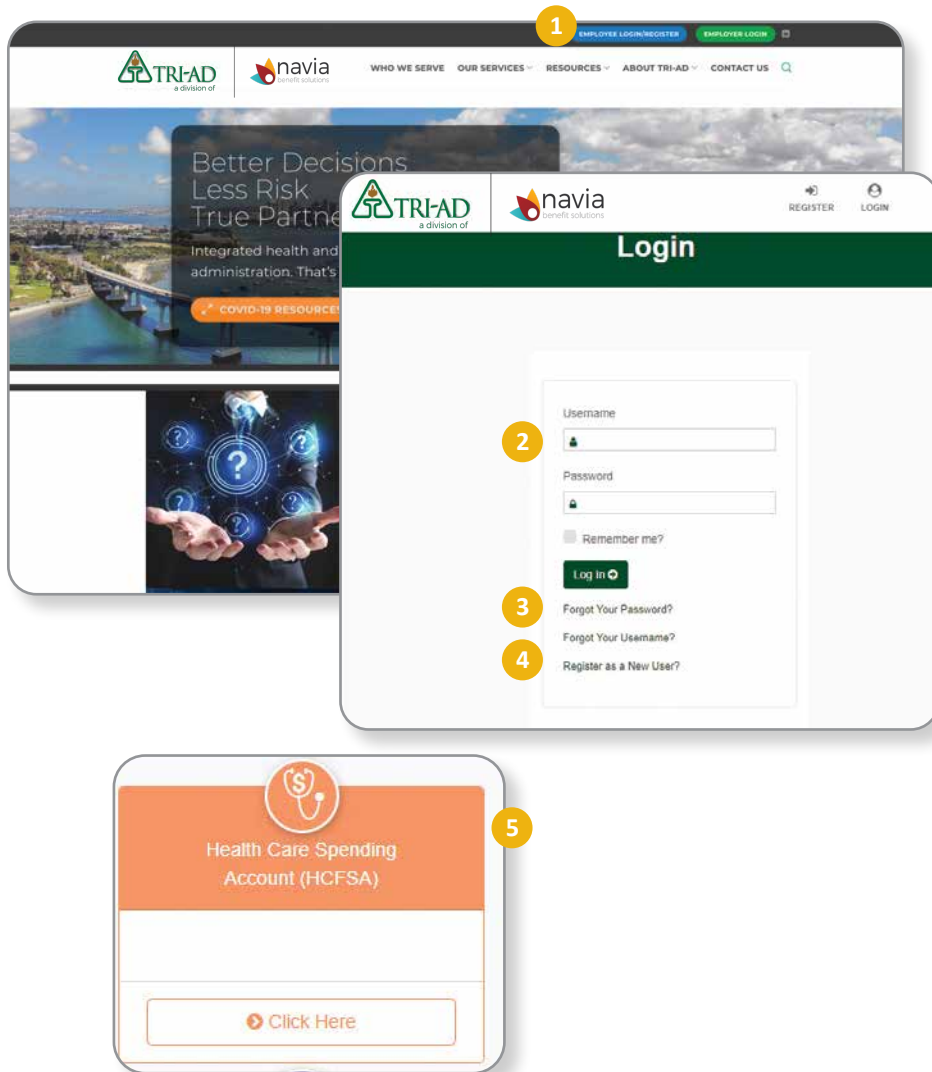 1
EMPLOYEE LOGIN/REGISTER
EMPLOYER LOGIN
TRI-AD
a division of
navia
benefit solutions
WHO WE SERVE OUR SERVICES RESOURCES ABOUT TRI-AD CONTACT US
Better Decisions
Less Risk
True Partne
Integrated health and
administration. That's
COVID-19 RESOURCE
TRI-AD
a division of
navia
benefit solutions
REGISTER
LOGIN
Login
Username
2
Password
Remember me?
Log In
3
Forgot Your Password?
Forgot Your Username?
4
Register as a New User?
5
Health Care Spending
Account (HCFSA)
Click Here